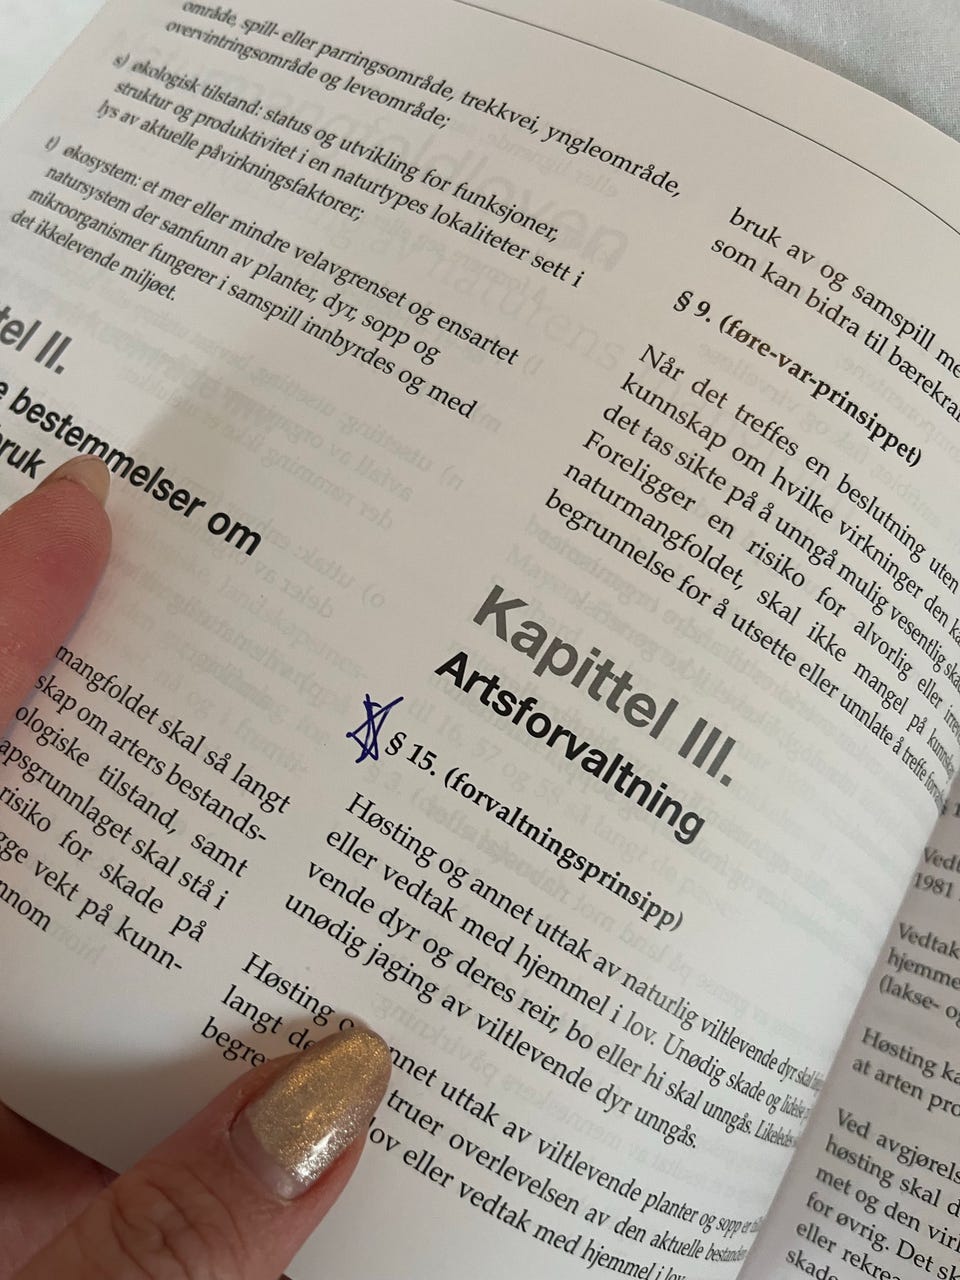 område, spill- eller parringsområde, trekkvei, yngleområde,
overvintringsområde og leveområde;
s) økologisk tilstand: status og utvikling for funksjoner,
struktur og produktivitet i en naturtypes lokaliteter sett i
lys av aktuelle påvirkningsfaktorer;
t) økosystem: et mer eller mindre velavgrenset og ensartet
natursystem der samfunn av planter, dyr, sopp og
mikroorganismer fungerer i samspill innbyrdes og med
det ikkelevende miljøet.
tel II.
e bestemmelser om
bruk
mangfoldet skal så langt
skap om arters bestands-
ologiske tilstand, samt
apsgrunnlaget skal stå i
risiko for skade på
gge vekt på kunn-
nnom
bruk av og samspill me
som kan bidra til bærekra
§ 9. (føre-var-prinsippet)
Når det treffes en beslutning uten
kunnskap om hvilke virkninger den ka
det tas sikte på å unngå mulig vesentlig ska
Foreligger en risiko for alvorlig eller irreve
naturmangfoldet, skal ikke mangel på kunnska
begrunnelse for å utsette eller unnlate å treffe forval
Kapittel III.
Artsforvaltning
§ 15. (forvaltningsprinsipp)
Høsting og annet uttak av naturlig viltlevende dyr skal
eller vedtak med hjemmel i lov. Unødig skade og lidelse
vende dyr og deres reir, bo eller hi skal unngås. Likeledes
unødig jaging av viltlevende dyr unngås.
Høsting o nnet uttak av viltlevende planter og sopp er
langt de truer overlevelsen av den aktuelle bestanden
begre lov eller vedtak med hjemmel i lov
Vedt
1981
Vedtak
hjemme
(lakse- og
Høsting ka
at arten pro
Ved avgjørels
høsting skal d
met og den virk
for øvrig. Det sk
eller rekrea
skade